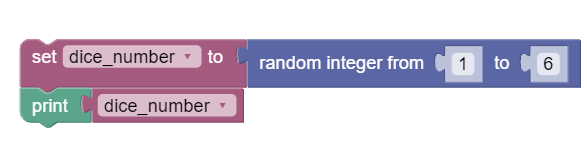 set dice_number to random integer from 1 to 6
print dice_number